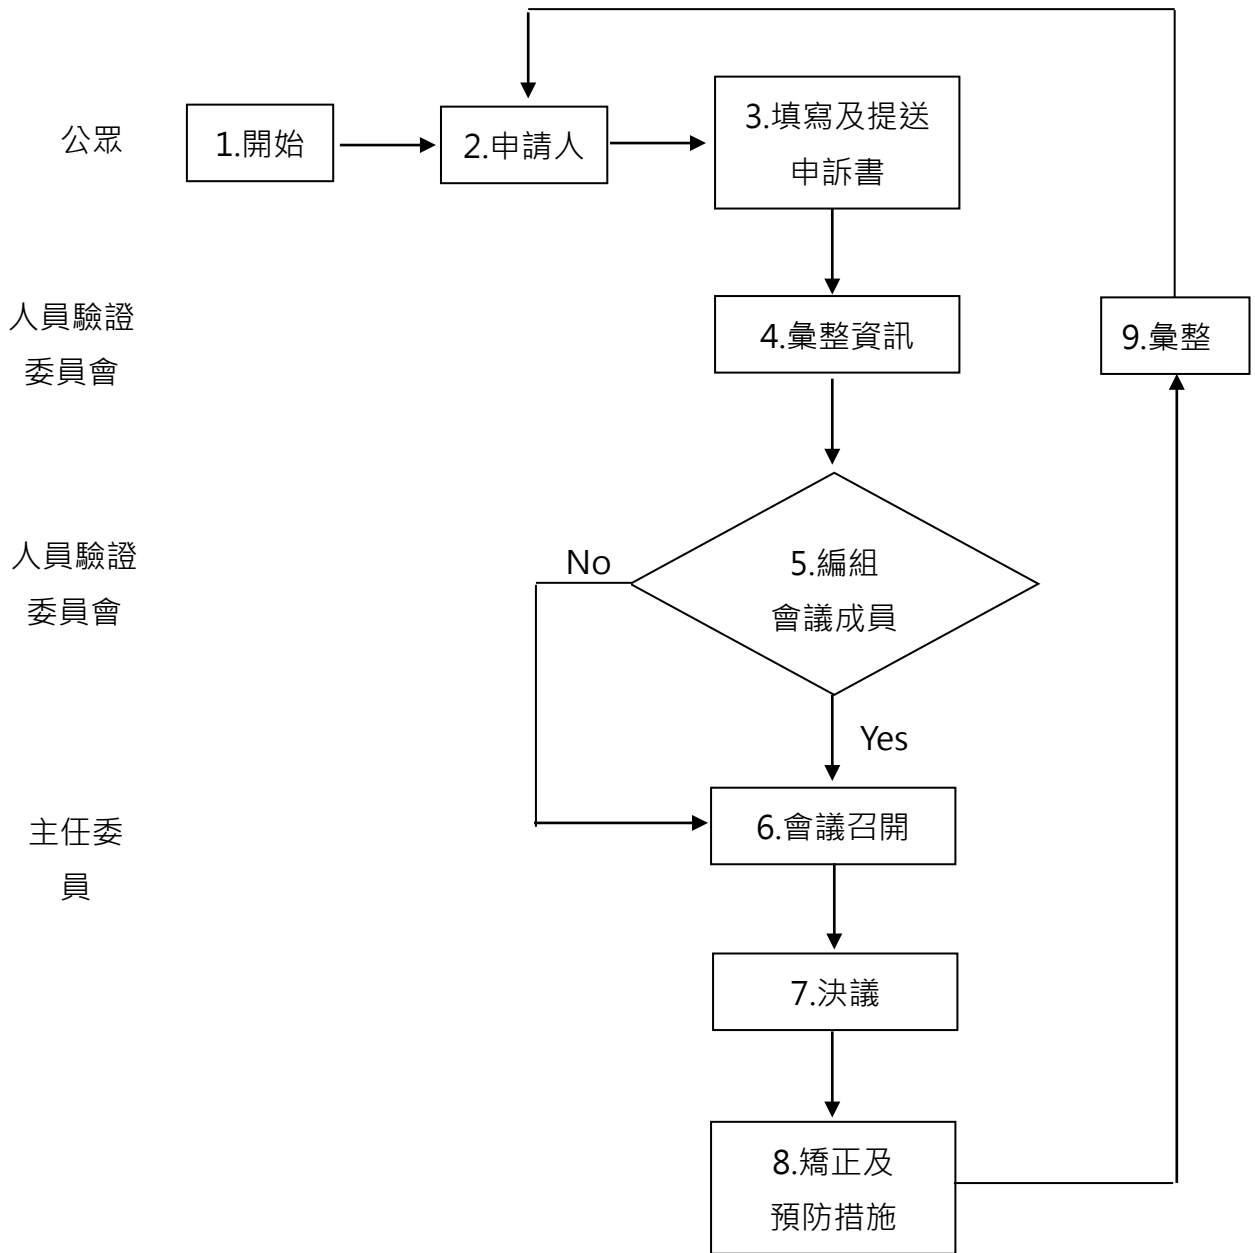 公眾
1.開始
2.申請人
3.填寫及提送
申訴書
人員驗證
委員會
4.彙整資訊
9.彙整
人員驗證
委員會
No
5.編組
會議成員
Yes
主任委
員
6.會議召開
7.決議
8.矯正及
預防措施